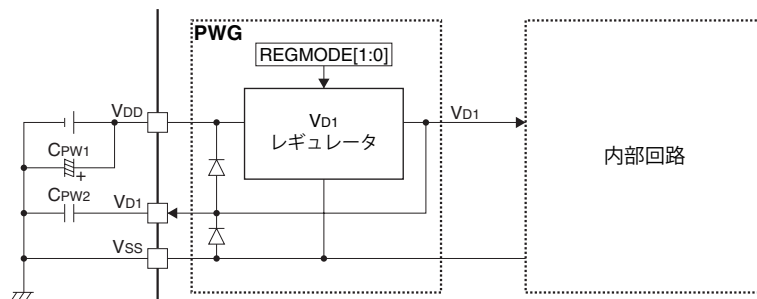 PWG
REGMODE[1:0]
VDD
VD1
レギュレータ
VD1
内部回路
CPW1
+
CPW2
VD1
VSS